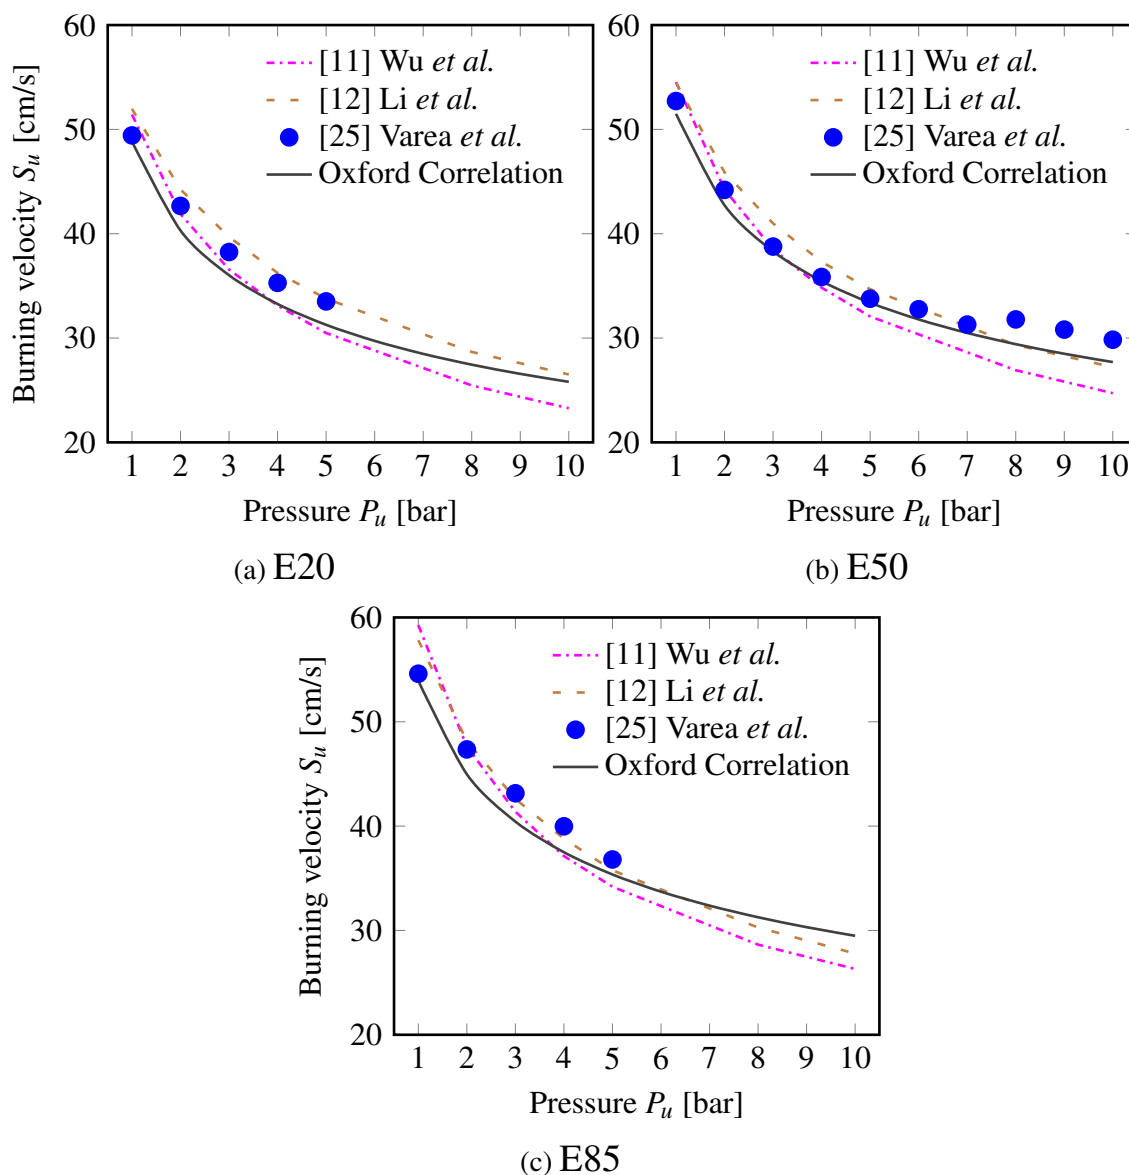 60
50
40
30
20
Burning velocity Su [cm/s]
[11] Wu et al.
[12] Li et al.
[25] Varea et al.
Oxford Correlation
1 2 3 4 5 6 7 8 9 10
Pressure Pu [bar]
(a) E20
60
50
40
30
20
[11] Wu et al.
[12] Li et al.
[25] Varea et al.
Oxford Correlation
1 2 3 4 5 6 7 8 9 10
Pressure Pu [bar]
(b) E50
60
50
40
30
20
Burning velocity Su [cm/s]
[11] Wu et al.
[12] Li et al.
[25] Varea et al.
Oxford Correlation
1 2 3 4 5 6 7 8 9 10
Pressure Pu [bar]
(c) E85